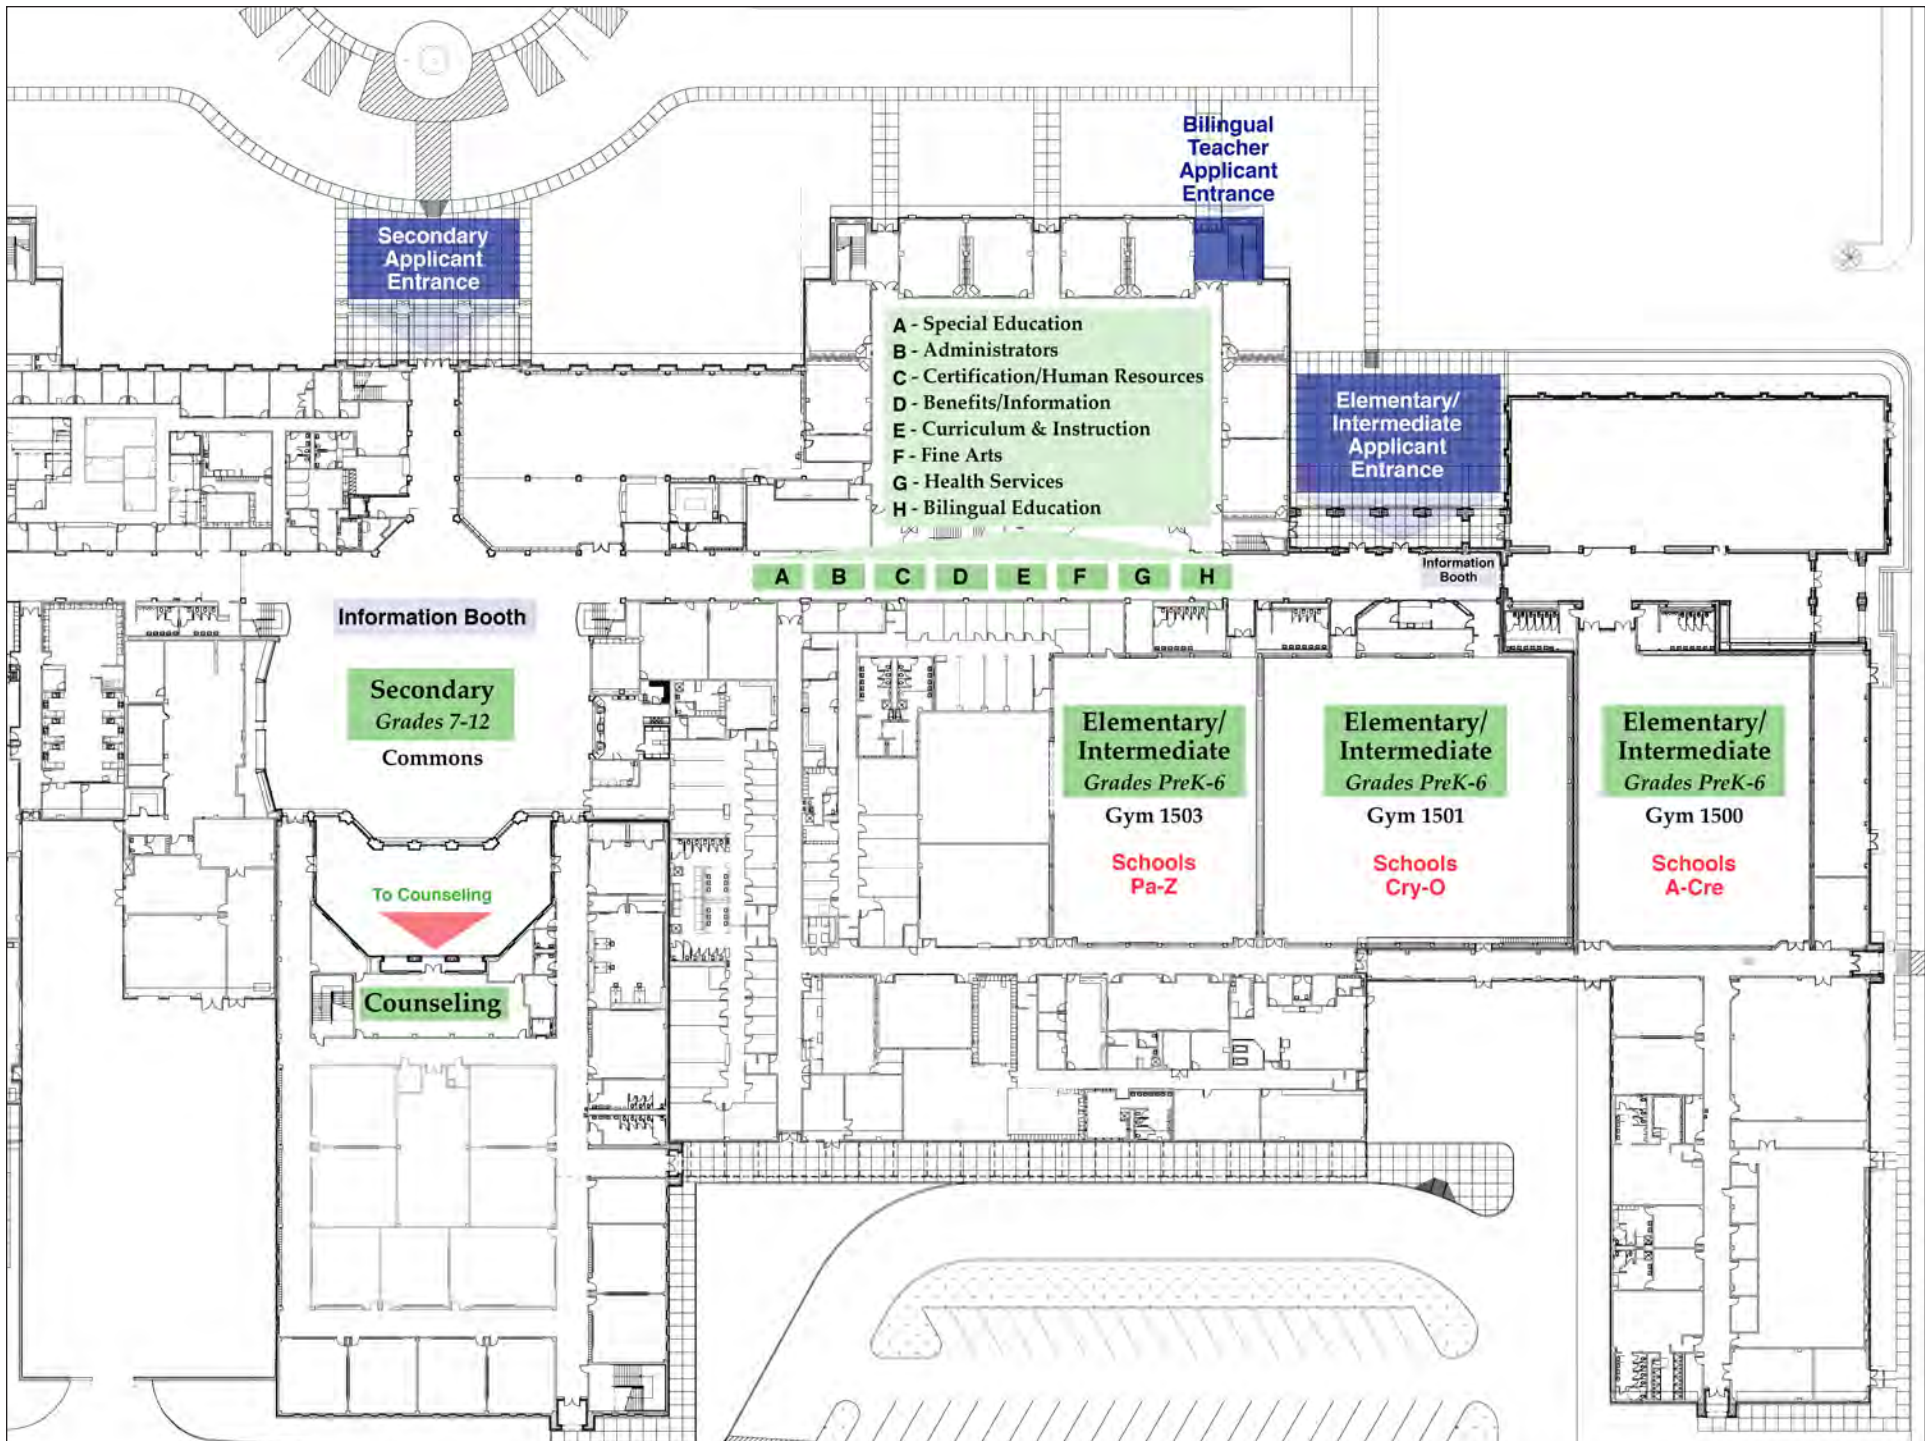 Bilingual
Teacher
Applicant
Entrance
Secondary
Applicant
Entrance
A - Special Education
B - Administrators
C - Certification/Human Resources
D - Benefits/Information
E - Curriculum & Instruction
F - Fine Arts
G - Health Services
H - Bilingual Education
Elementary/
Intermediate
Applicant
Entrance
A B C D E F G H
Information
Booth
Information Booth
Secondary
Grades 7-12
Commons
Elementary/
Intermediate
Grades PreK-6
Gym 1503
Schools
Pa-Z
Elementary/
Intermediate
Grades PreK-6
Gym 1501
Schools
Cry-O
Elementary/
Intermediate
Grades PreK-6
Gym 1500
Schools
A-Cre
To Counseling
Counseling